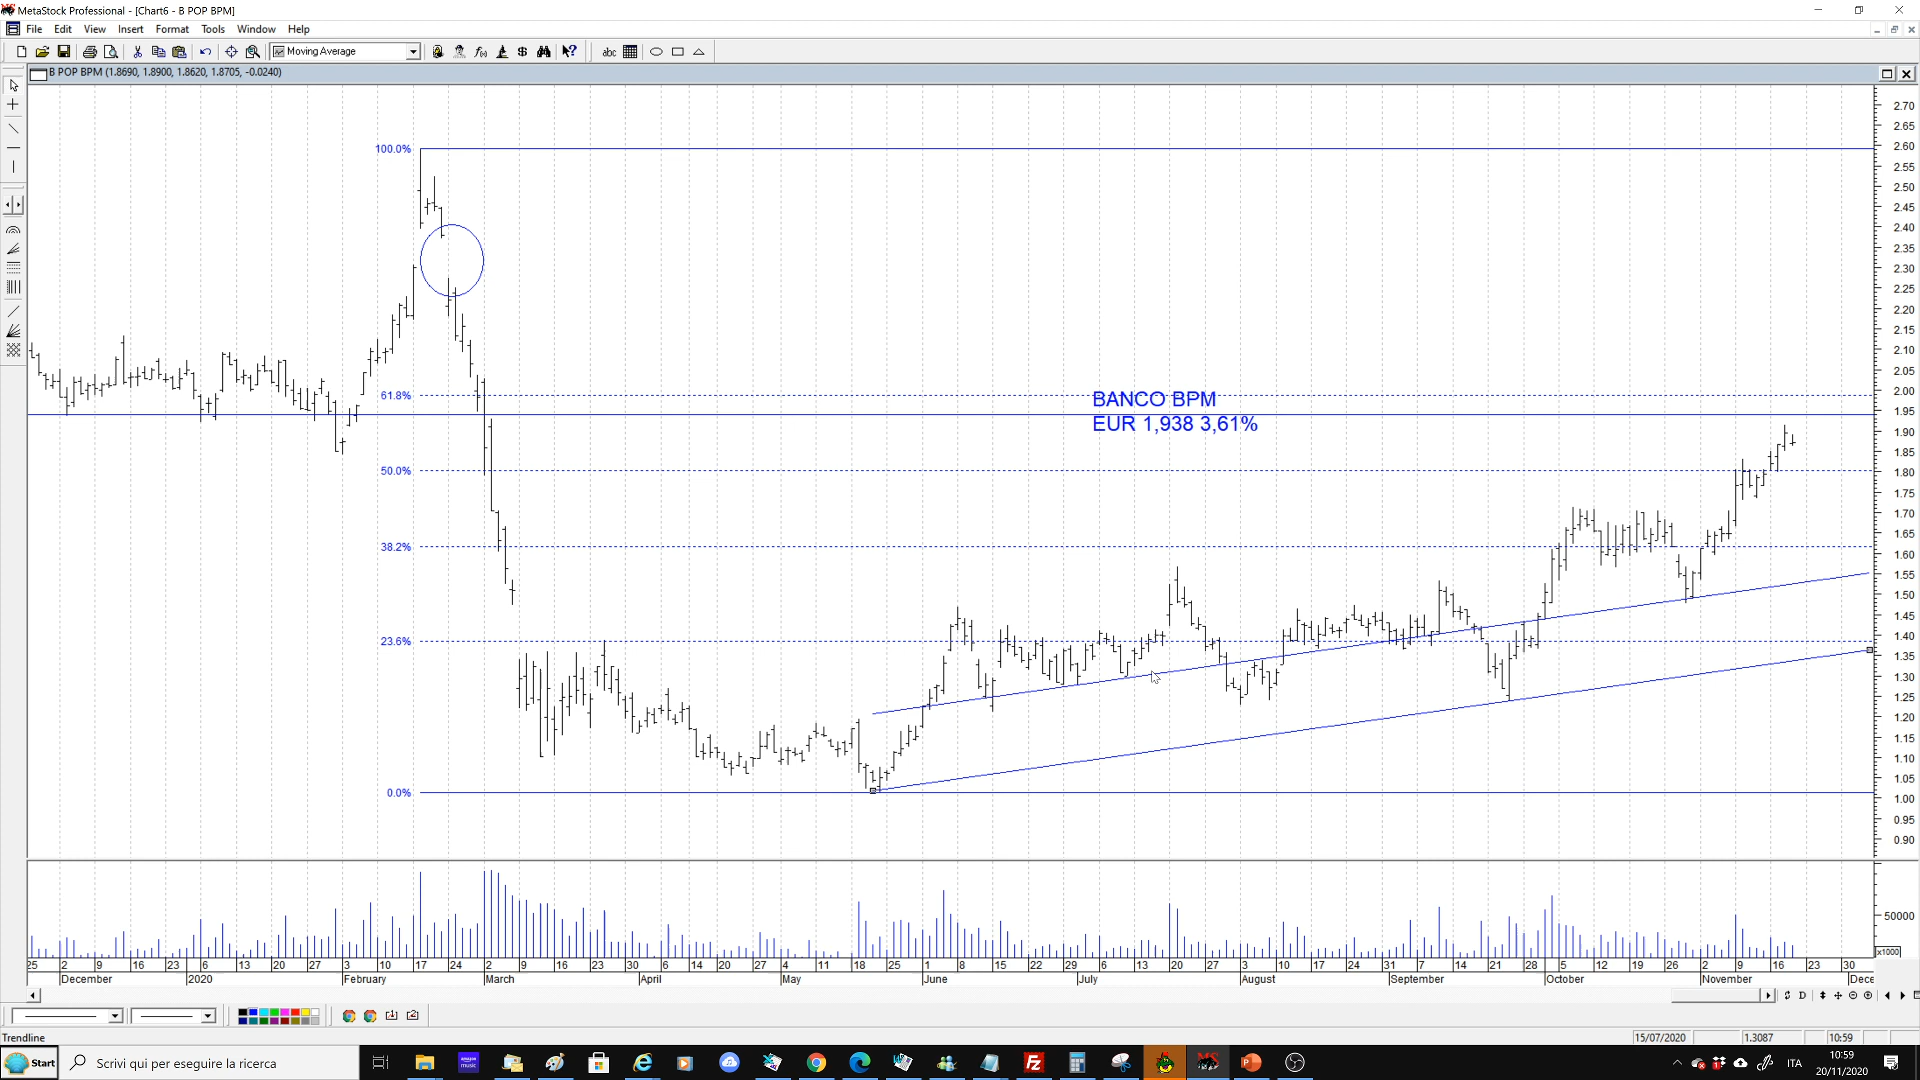 MetaStock Professional - [Chart6 - B POP BPM]
File Edit View Insert Format Tools Window Help
Moving Average
abc
B POP BPM (1.8690, 1.8900, 1.8620, 1.8705, -0.0240)
2.70
2.65
100.0% 2.60
2.55
2.50
2.45
2.40
2.35
2.30
2.25
2.20
2.15
2.10
2.05
61.8% BANCO BPM 2.00
1.95
EUR 1,938 3,61% 1.90
1.85
50.0% 1.80
1.75
1.70
1.65
38.2% 1.60
1.55
1.50
1.45
23.6% 1.40
1.35
1.30
1.25
1.20
1.15
1.10
1.05
0.0% 1.00
0.95
0.90
50000
x1000
25 2 9 16 23 6 13 20 27 3 10 17 24 2 9 16 23 30 6 14 20 27 4 11 18 25 1 8 15 22 29 6 13 20 27 3 10 17 24 31 7 14 21 28 5 12 19 26 2 9 16 23 30
December 2020 February March April May June July August September October November Dece
D
Trendline 15/07/2020 1.3087 10:59
Start Scrivi qui per eseguire la ricerca ITA 10:59
20/11/2020